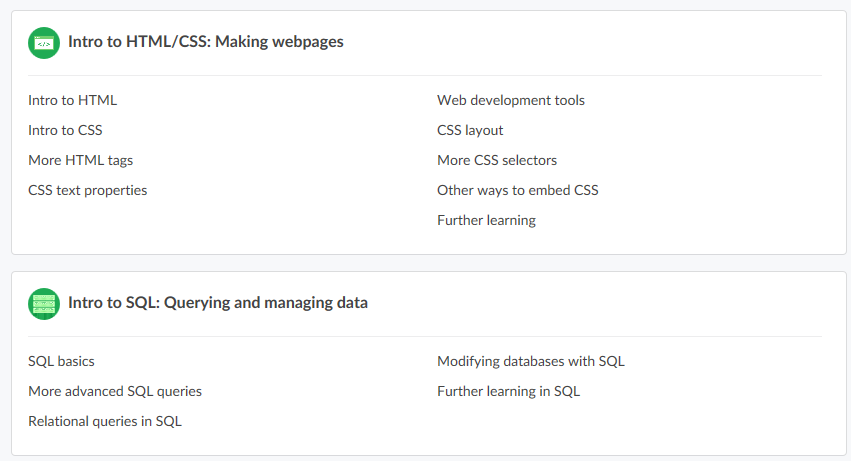 Intro to HTML/CSS: Making webpages
Intro to HTML
Intro to CSS
More HTML tags
CSS text properties
Web development tools
CSS layout
More CSS selectors
Other ways to embed CSS
Further learning
Intro to SQL: Querying and managing data
SQL basics
More advanced SQL queries
Relational queries in SQL
Modifying databases with SQL
Further learning in SQL